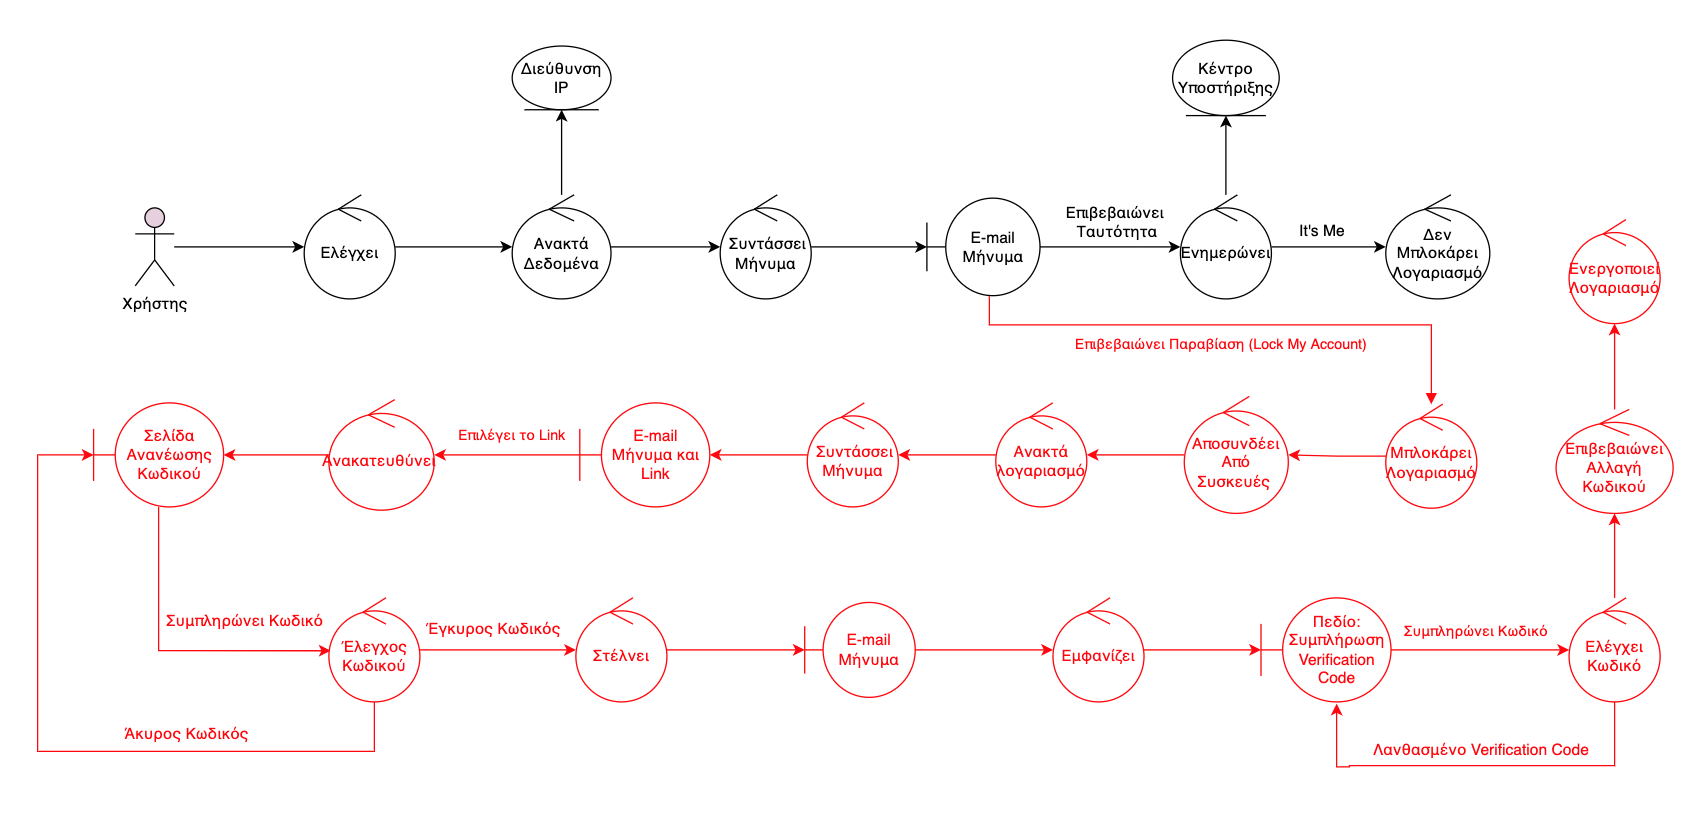 Διεύθυνση
IP
Κέντρο
Υποστήριξης
Χρήστης
Ελέγχει
Ανακτά
Δεδομένα
Συντάσσει
Μήνυμα
E-mail
Μήνυμα
Επιβεβαιώνει
Ταυτότητα
Ενημερώνει
It's Me
Δεν
Μπλοκάρει
Λογαριασμό
Ενεργοποιεί
Λογαριασμό
Επιβεβαιώνει Παραβίαση (Lock My Account)
Σελίδα
Ανανέωσης
Κωδικού
Ανακατευθύνει
Επιλέγει το Link
E-mail
Μήνυμα και
Link
Συντάσσει
Μήνυμα
Ανακτά
λογαριασμό
Αποσυνδέει
Από
Συσκευές
Μπλοκάρει
Λογαριασμό
Επιβεβαιώνει
Αλλαγή
Κωδικού
Συμπληρώνει Κωδικό
Έλεγχος
Κωδικού
Έγκυρος Κωδικός
Στέλνει
E-mail
Μήνυμα
Εμφανίζει
Πεδίο:
Συμπλήρωση
Verification
Code
Συμπληρώνει Κωδικό
Ελέγχει
Κωδικό
Άκυρος Κωδικός
Λανθασμένο Verification Code